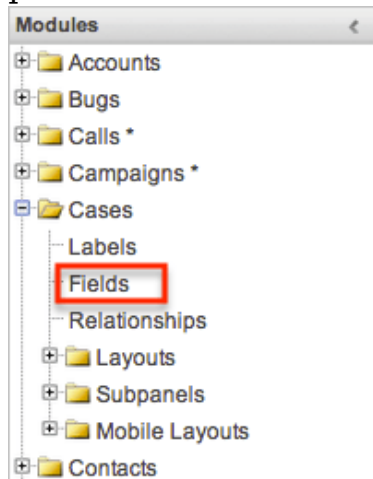 Modules
Accounts
Bugs
Calls *
Campaigns *
Cases
Labels
Fields
Relationships
Layouts
Subpanels
Mobile Layouts
Contacts